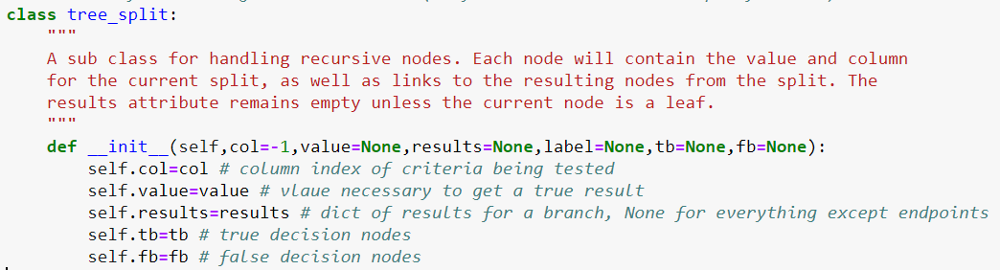 class tree_split:
"""
A sub class for handling recursive nodes. Each node will contain the value and column
for the current split, as well as links to the resulting nodes from the split. The
results attribute remains empty unless the current node is a leaf.
"""
def __init__(self,col=-1,value=None,results=None,label=None,tb=None,fb=None):
self.col=col # column index of criteria being tested
self.value=value # vlaue necessary to get a true result
self.results=results # dict of results for a branch, None for everything except endpoints
self.tb=tb # true decision nodes
self.fb=fb # false decision nodes